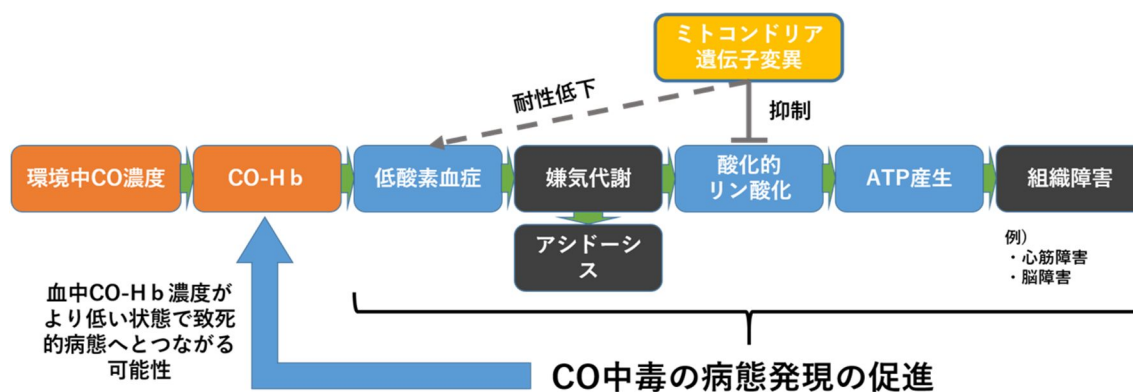 ミトコンドリア
遺伝子変異
耐性低下
抑制
環境中CO濃度
CO-Hb
低酸素血症
嫌気代謝
酸化的
リン酸化
ATP産生
組織障害
アシドーシ
ス
例）
・心筋障害
・脳障害
血中CO-Hb濃度が
より低い状態で致死
的病態へとつながる
可能性
CO中毒の病態発現の促進